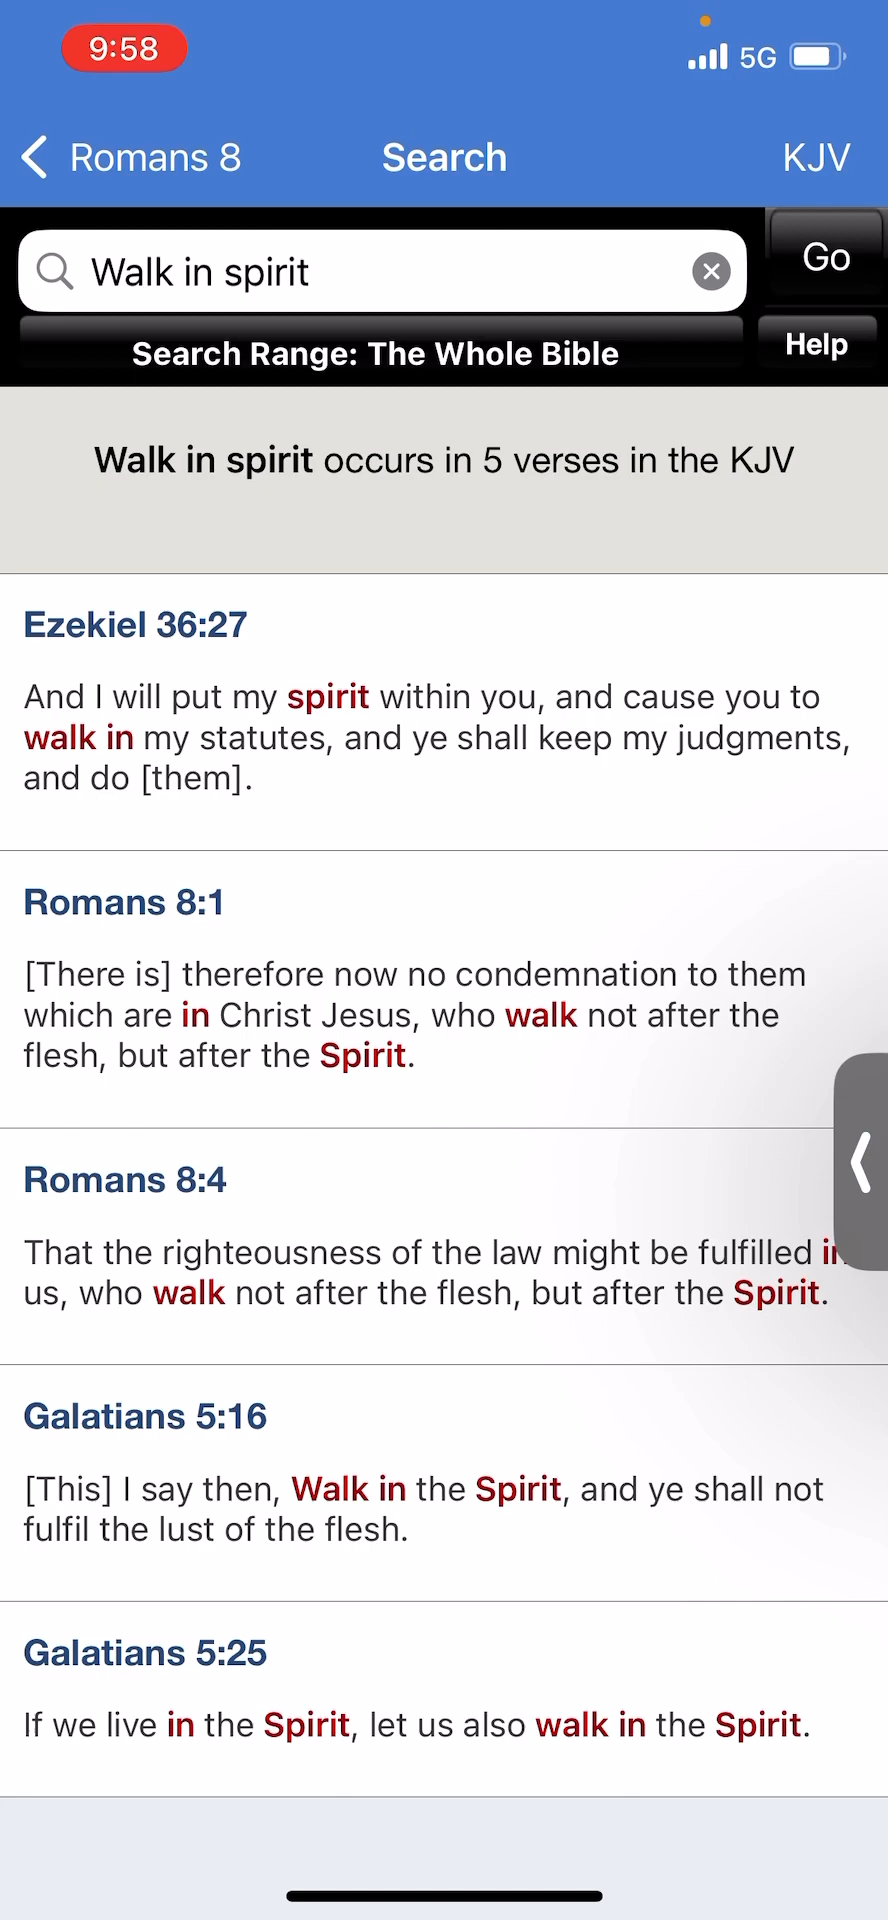 9:58
5G
Romans 8 Search KJV
Walk in spirit
Go
Search Range: The Whole Bible
Help
Walk in spirit occurs in 5 verses in the KJV
Ezekiel 36:27
And I will put my spirit within you, and cause you to
walk in my statutes, and ye shall keep my judgments,
and do [them].
Romans 8:1
[There is] therefore now no condemnation to them
which are in Christ Jesus, who walk not after the
flesh, but after the Spirit.
Romans 8:4
That the righteousness of the law might be fulfilled in
us, who walk not after the flesh, but after the Spirit.
Galatians 5:16
[This] I say then, Walk in the Spirit, and ye shall not
fulfil the lust of the flesh.
Galatians 5:25
If we live in the Spirit, let us also walk in the Spirit.